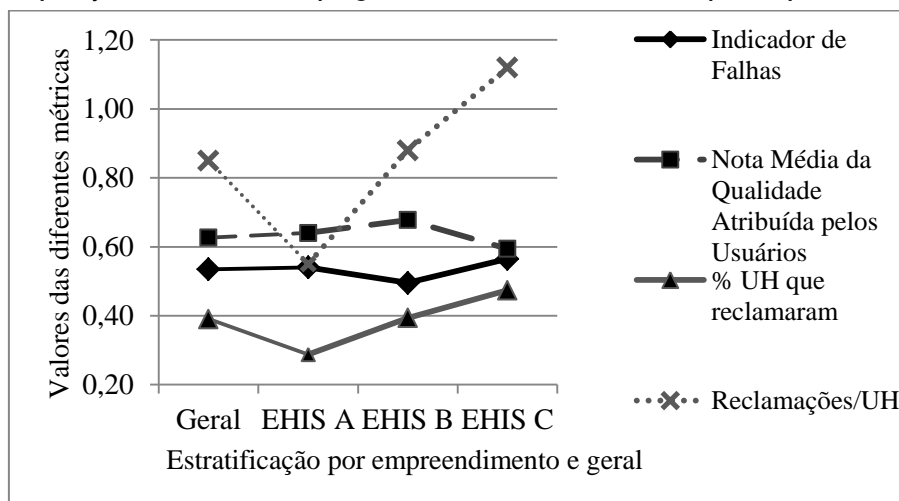 1,20
1,00
0,80
0,60
0,40
0,20
Valores das diferentes métricas
Geral EHIS A EHIS B EHIS C
Estratificação por empreendimento e geral
Indicador de
Falhas
Nota Média da
Qualidade
Atribuída pelos
Usuários
% UH que
reclamaram
Reclamações/UH